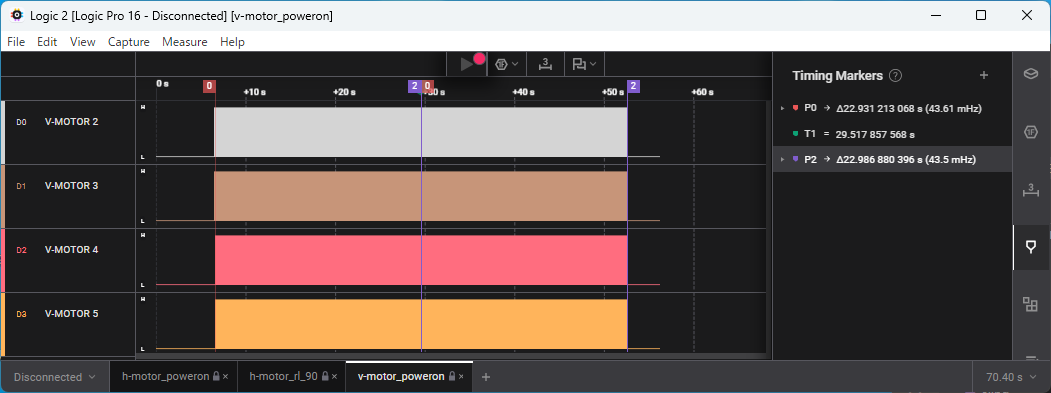 Logic 2 [Logic Pro 16 - Disconnected] [v-motor_poweron]
File Edit View Capture Measure Help
Timing Markers ?
0 s 0 +10 s +20 s 2 0 +30 s +40 s +50 s 2 +60 s
P0 → Δ22.931 213 068 s (43.61 mHz)
T1 = 29.517 857 568 s
P2 → Δ22.986 880 396 s (43.5 mHz)
D0 V-MOTOR 2 H L
D1 V-MOTOR 3 H L
D2 V-MOTOR 4 H L
D3 V-MOTOR 5 H L
Disconnected h-motor_poweron h-motor_rl_90 v-motor_poweron 70.40 s